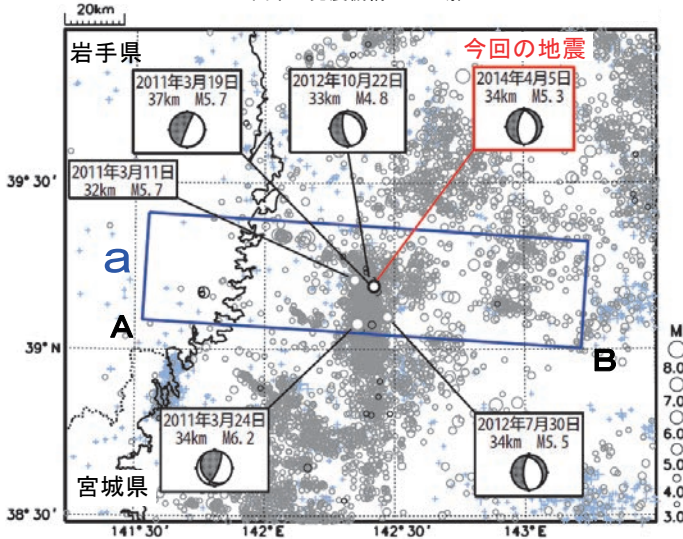 20km
岩手県
今回の地震
2011年3月19日
37km M5.7
2012年10月22日
33km M4.8
2014年4月5日
34km M5.3
2011年3月11日
32km M5.7
39°30′
a
6
A
39°N
B
M
8.0
7.0
6.0
5.0
4.0
3.0
2011年3月24日
34km M6.2
2012年7月30日
34km M5.5
宮城県
38°30′
141°30′
142°E
142°30′
143°E